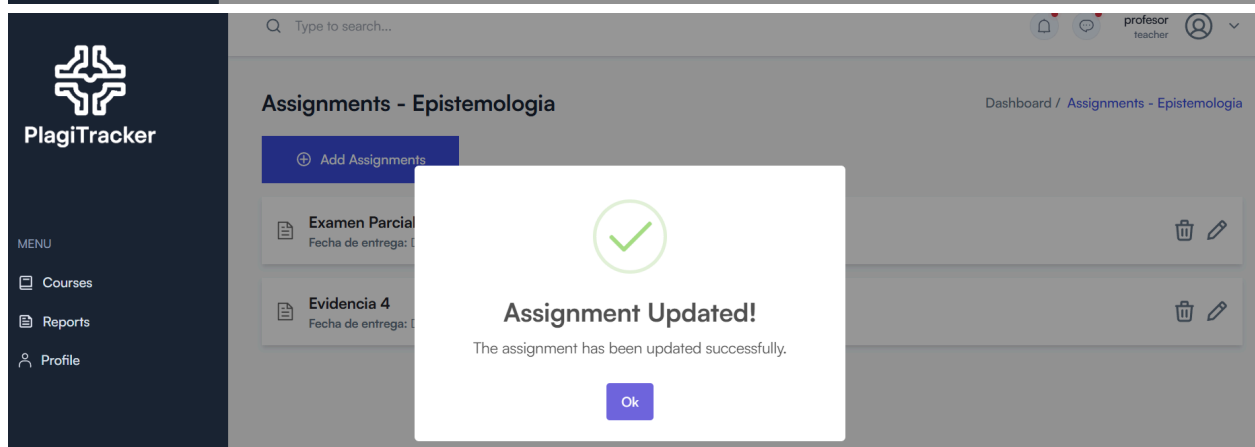 Type to search...
profesor
teacher
PlagiTracker
Assignments - Epistemologia
Dashboard / Assignments - Epistemologia
Add Assignments
MENU
Courses
Reports
Profile
Examen Parcial
Fecha de entrega:
Evidencia 4
Fecha de entrega:
Assignment Updated!
The assignment has been updated successfully.
Ok